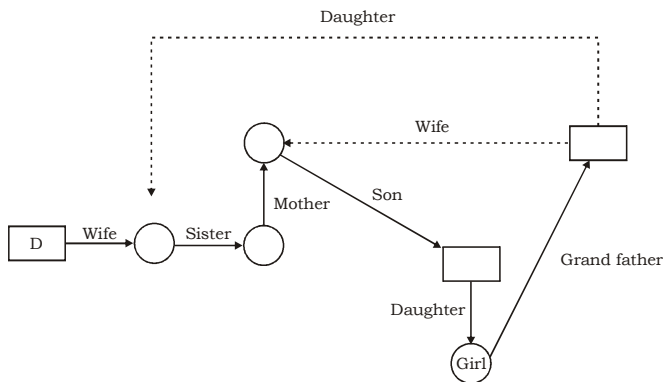 Daughter
Wife
Son
Mother
D
Wife
Sister
Grand father
Daughter
Girl